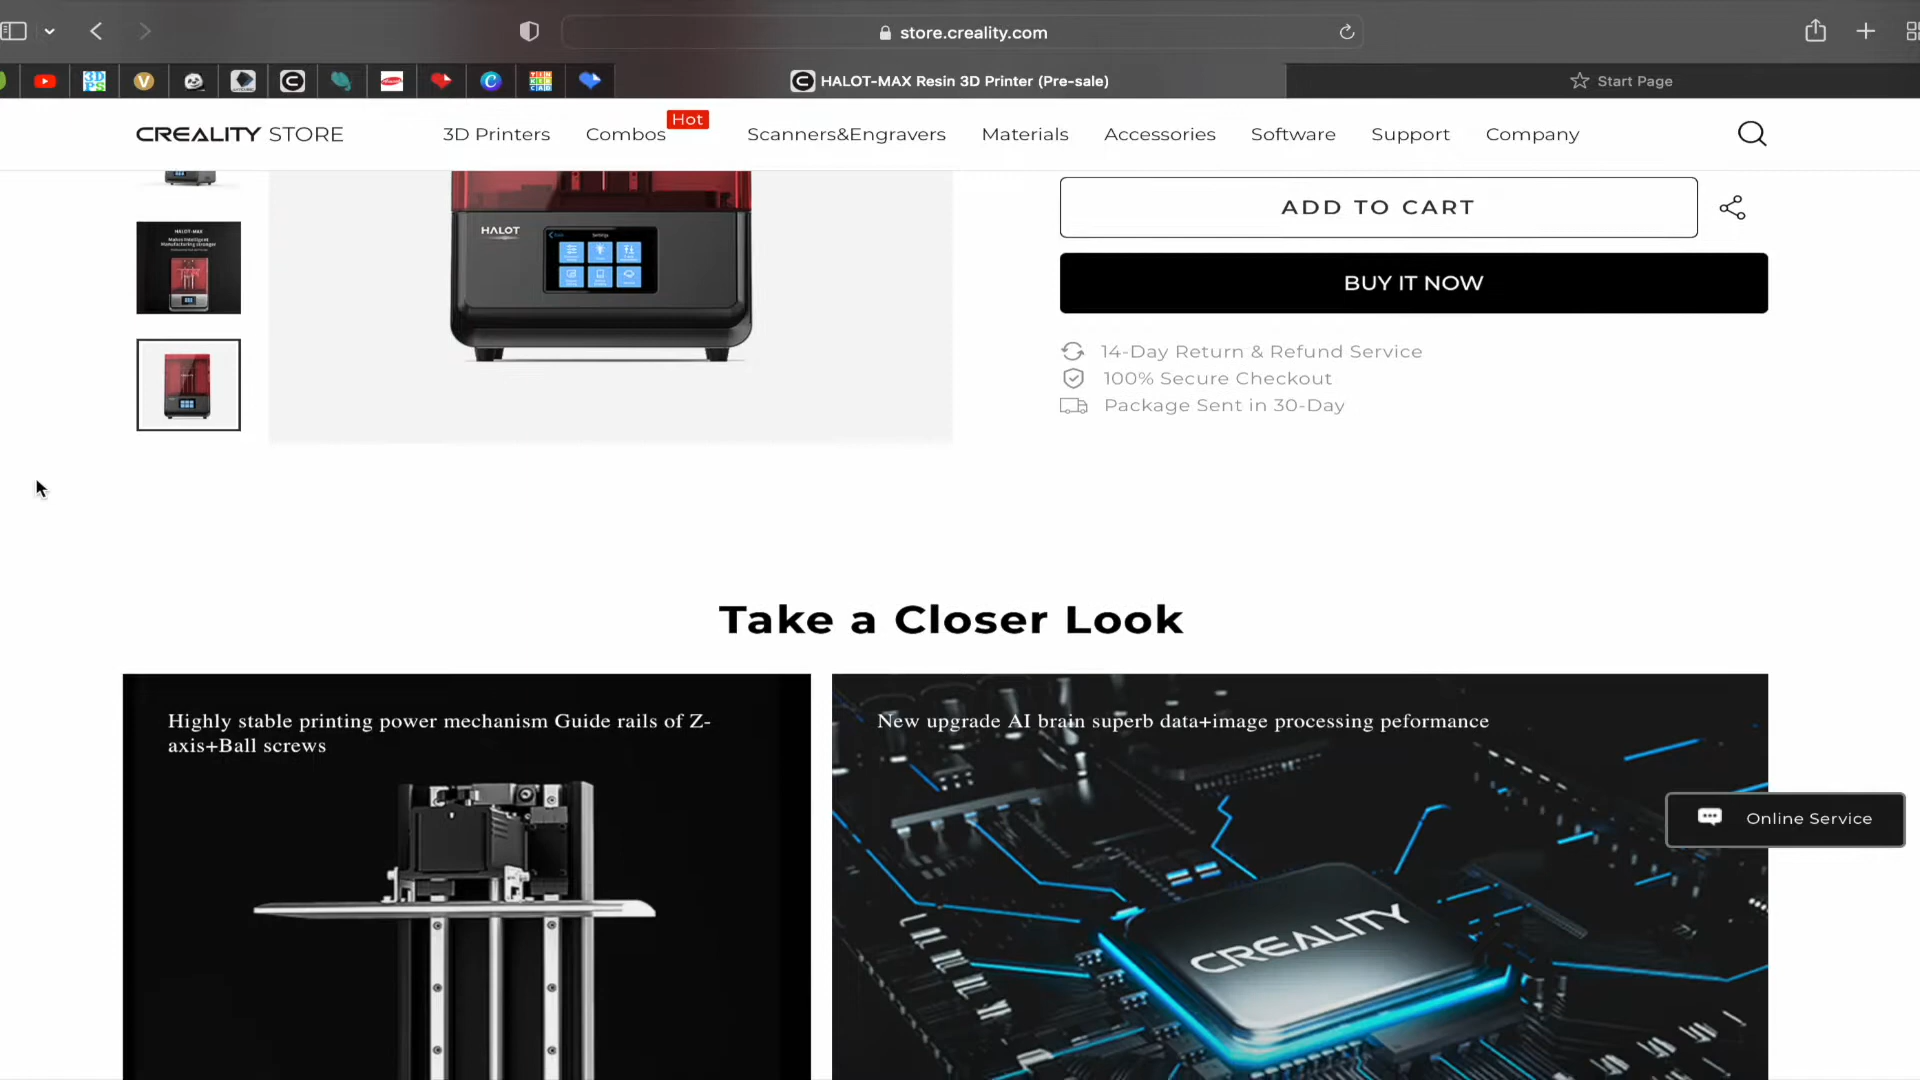 store.creality.com
HALOT-MAX Resin 3D Printer (Pre-sale)
Start Page
CREALITY STORE
3D Printers
Combos
Hot
Scanners&Engravers
Materials
Accessories
Software
Support
Company
HALOT-MAX
HALOT
Settings
ADD TO CART
BUY IT NOW
14-Day Return & Refund Service
100% Secure Checkout
Package Sent in 30-Day
Take a Closer Look
Highly stable printing power mechanism Guide rails of Z-
axis+Ball screws
New upgrade AI brain superb data+image processing peformance
CREALITY
Online Service